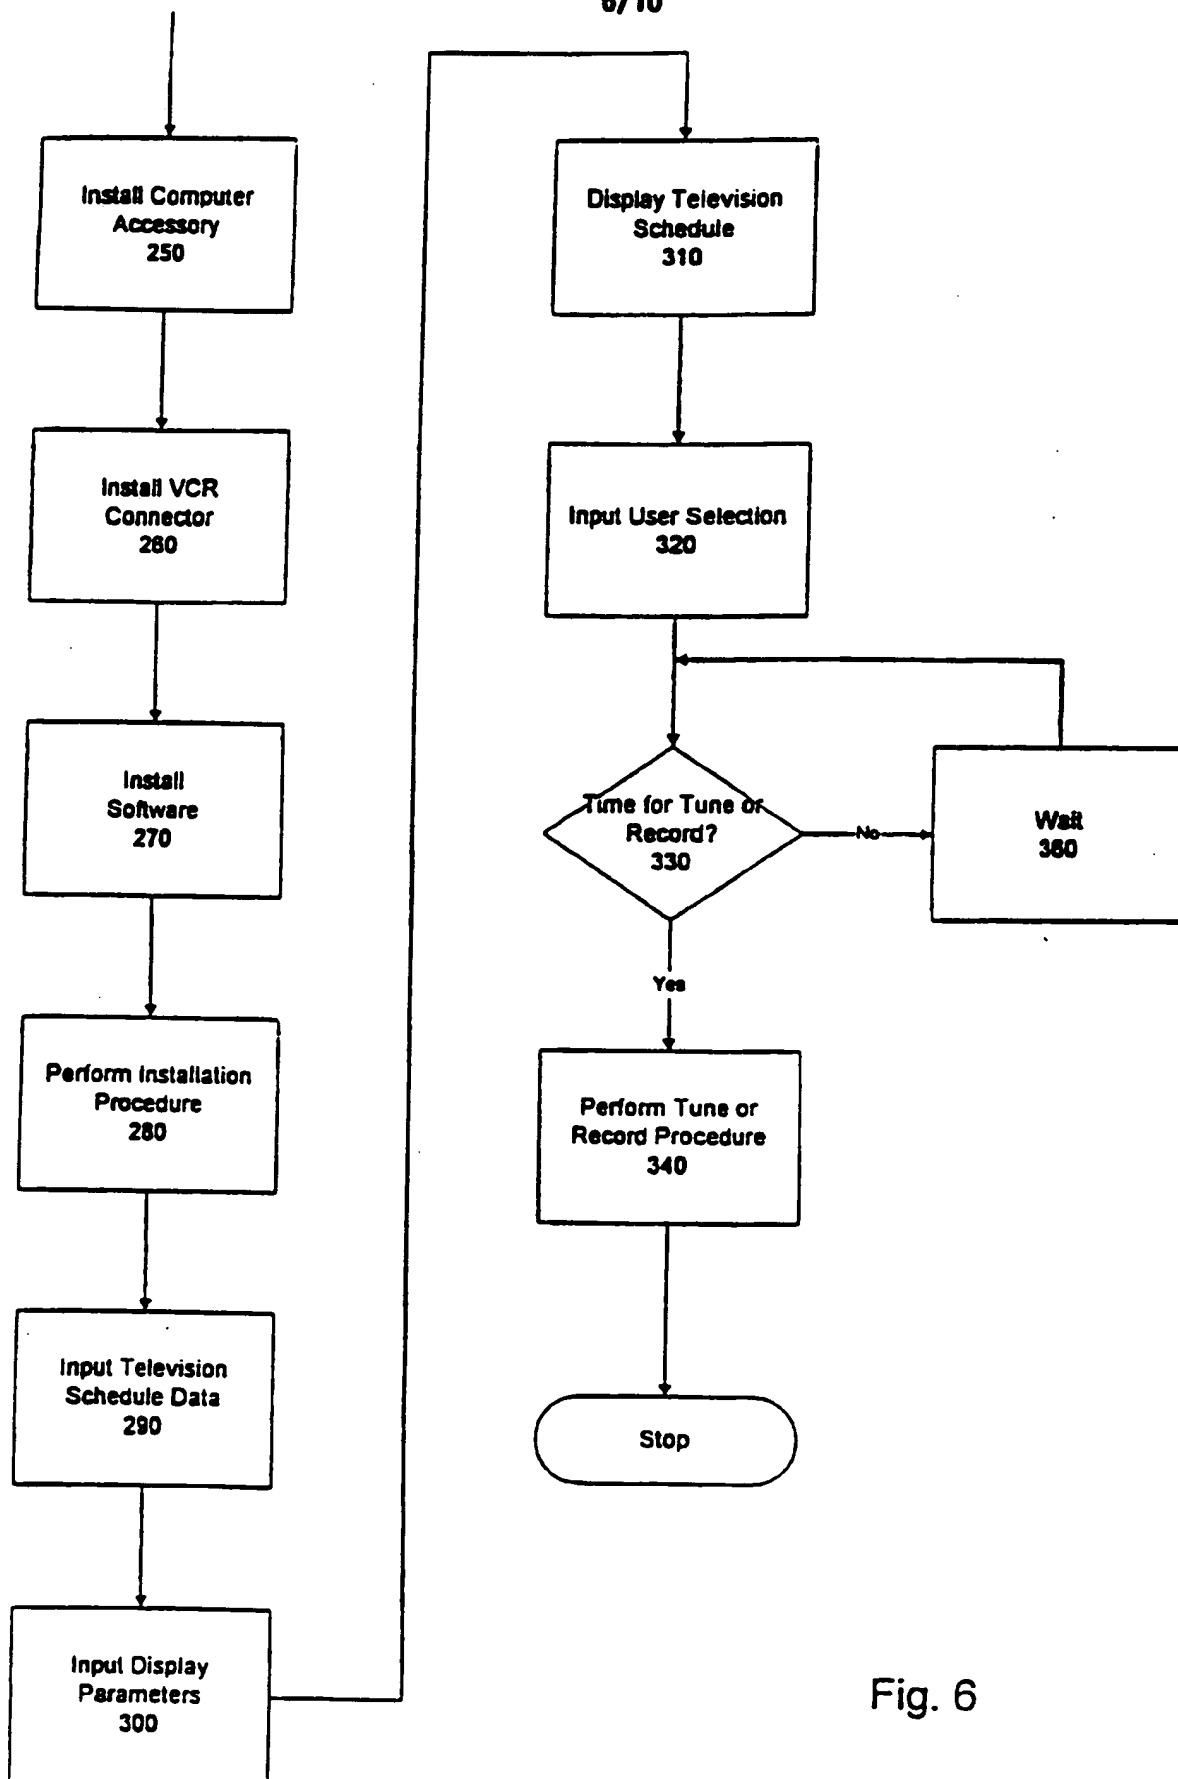 6/10
Install Computer
Accessory
250
Install VCR
Connector
260
Install
Software
270
Perform Installation
Procedure
280
Input Television
Schedule Data
290
Input Display
Parameters
300
Display Television
Schedule
310
Input User Selection
320
Time for Tune or
Record?
330
No
Wait
360
Yes
Perform Tune or
Record Procedure
340
Stop
Fig. 6